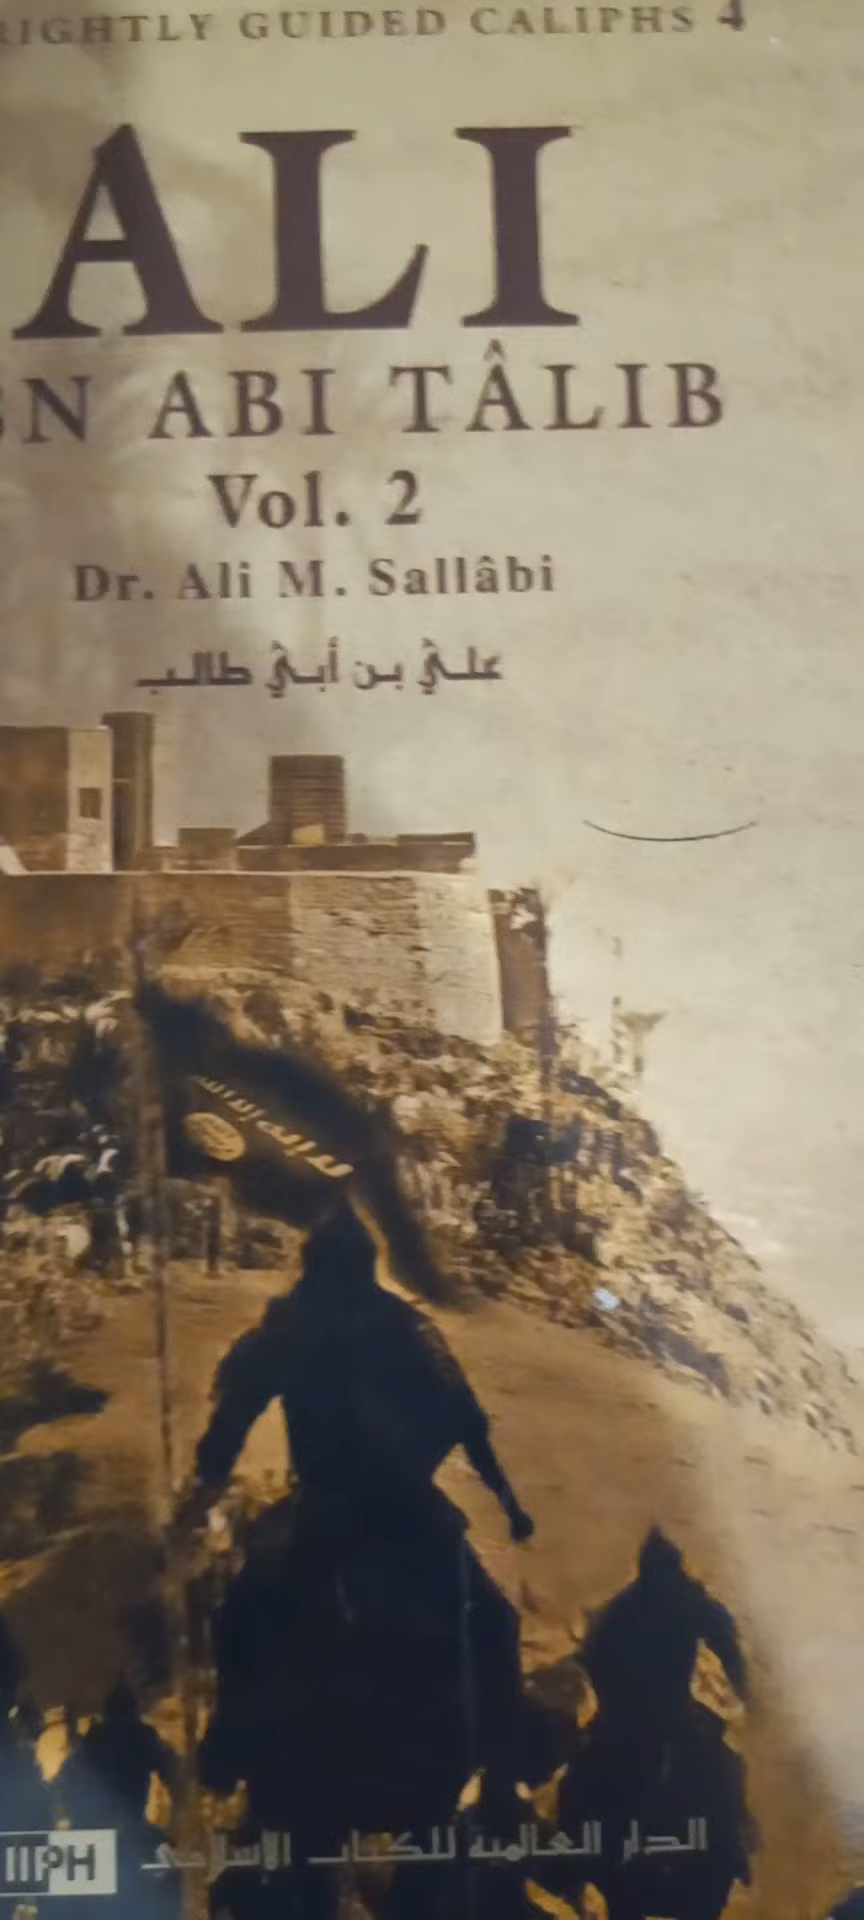 RIGHTLY GUIDED CALIPHS 4
ALI
BN ABI TÂLIB
Vol. 2
Dr. Ali M. Sallâbi
عليّ بن أبيّ طالب
IIPH
الدار العالمية للكتاب الإسلامي